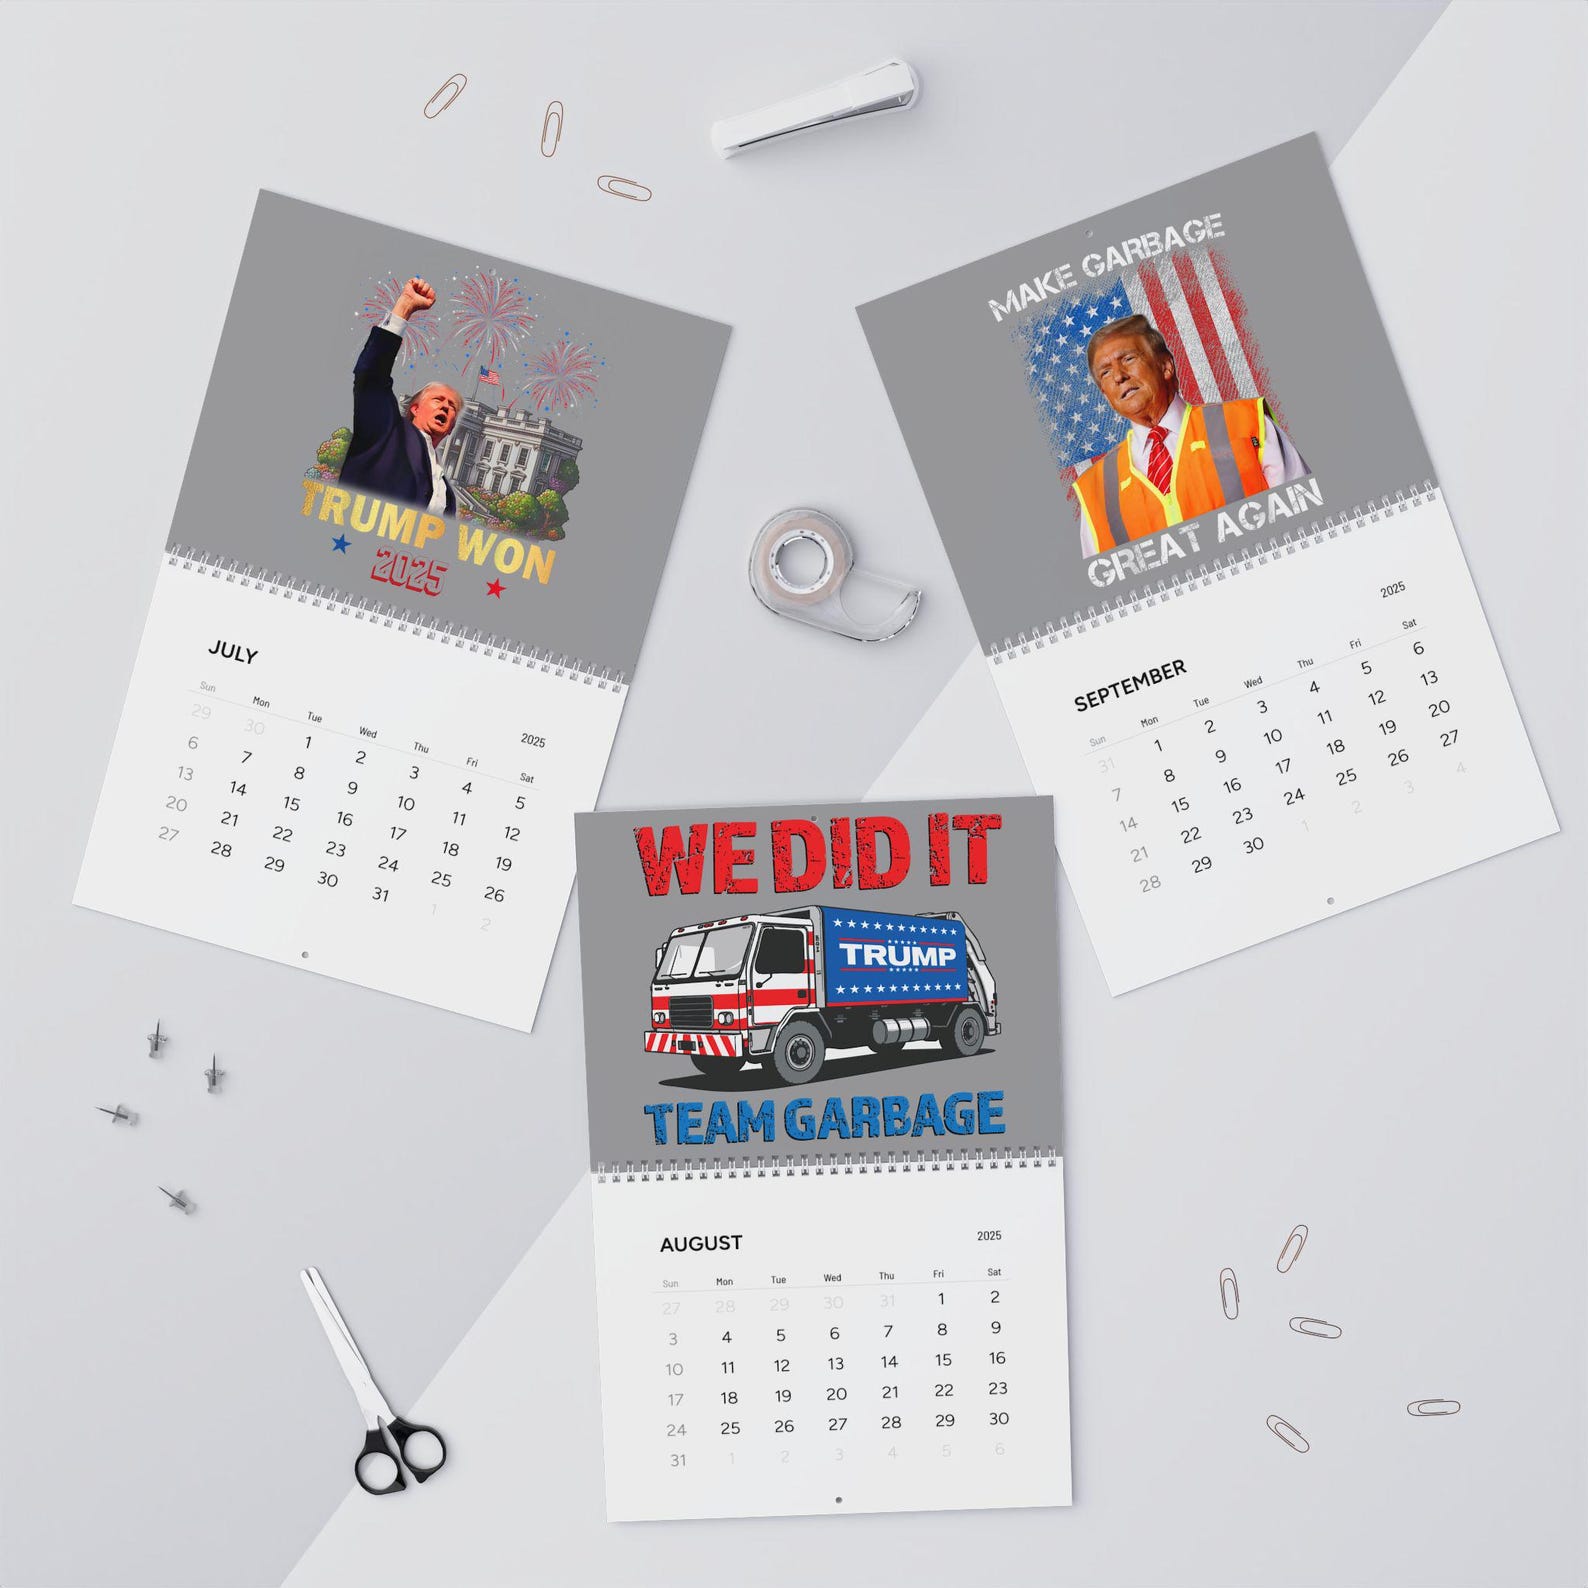 TRUMP WON
2025
JULY
2025
Sun Mon Tue Wed Thu Fri Sat
29 30 1 2 3 4 5
6 7 8 9 10 11 12
13 14 15 16 17 18 19
20 21 22 23 24 25 26
27 28 29 30 31 1 2
MAKE GARBAGE
GREAT AGAIN
SEPTEMBER
2025
Sun Mon Tue Wed Thu Fri Sat
31 1 2 3 4 5 6
7 8 9 10 11 12 13
14 15 16 17 18 19 20
21 22 23 24 25 26 27
28 29 30 1 2 3 4
WE DID IT
TRUMP
TEAM GARBAGE
AUGUST
2025
Sun Mon Tue Wed Thu Fri Sat
27 28 29 30 31 1 2
3 4 5 6 7 8 9
10 11 12 13 14 15 16
17 18 19 20 21 22 23
24 25 26 27 28 29 30
31 1 2 3 4 5 6